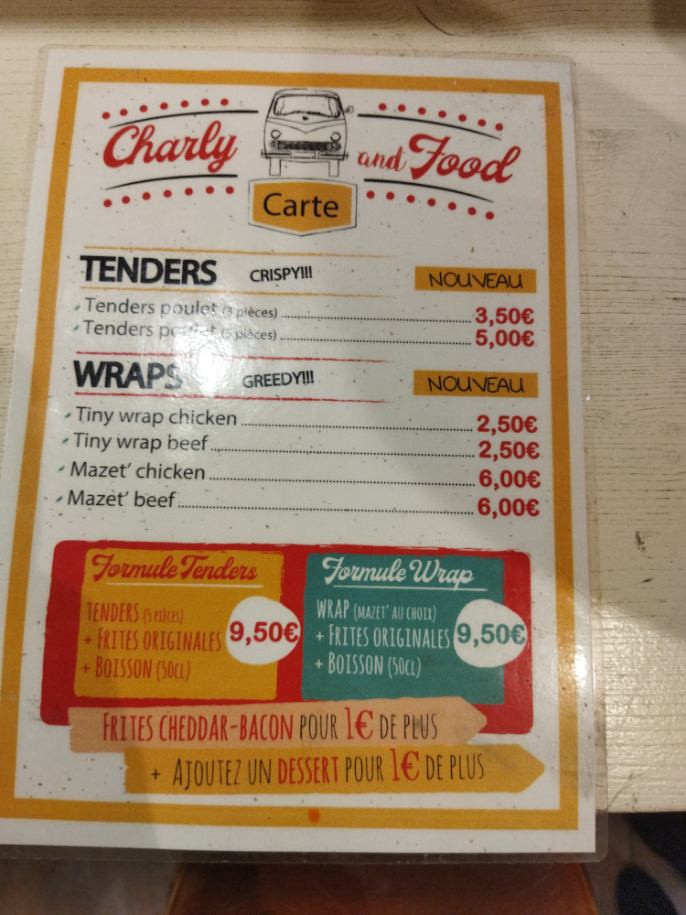 Charly and Food
Carte
TENDERS CRISPY!!! NOUVEAU
Tenders poulet (3 pièces) 3,50€
Tenders poulet (5 pièces) 5,00€
WRAPS GREEDY!!! NOUVEAU
Tiny wrap chicken 2,50€
Tiny wrap beef 2,50€
Mazet' chicken 6,00€
Mazet' beef 6,00€
Formule Tenders
TENDERS (5 PIÈCES)
+ FRITES ORIGINALES
+ BOISSON (50CL)
9,50€
Formule Wrap
WRAP (MAZET' AU CHOIX)
+ FRITES ORIGINALES
+ BOISSON (50CL)
9,50€
FRITES CHEDDAR-BACON POUR 1€ DE PLUS
+ AJOUTEZ UN DESSERT POUR 1€ DE PLUS